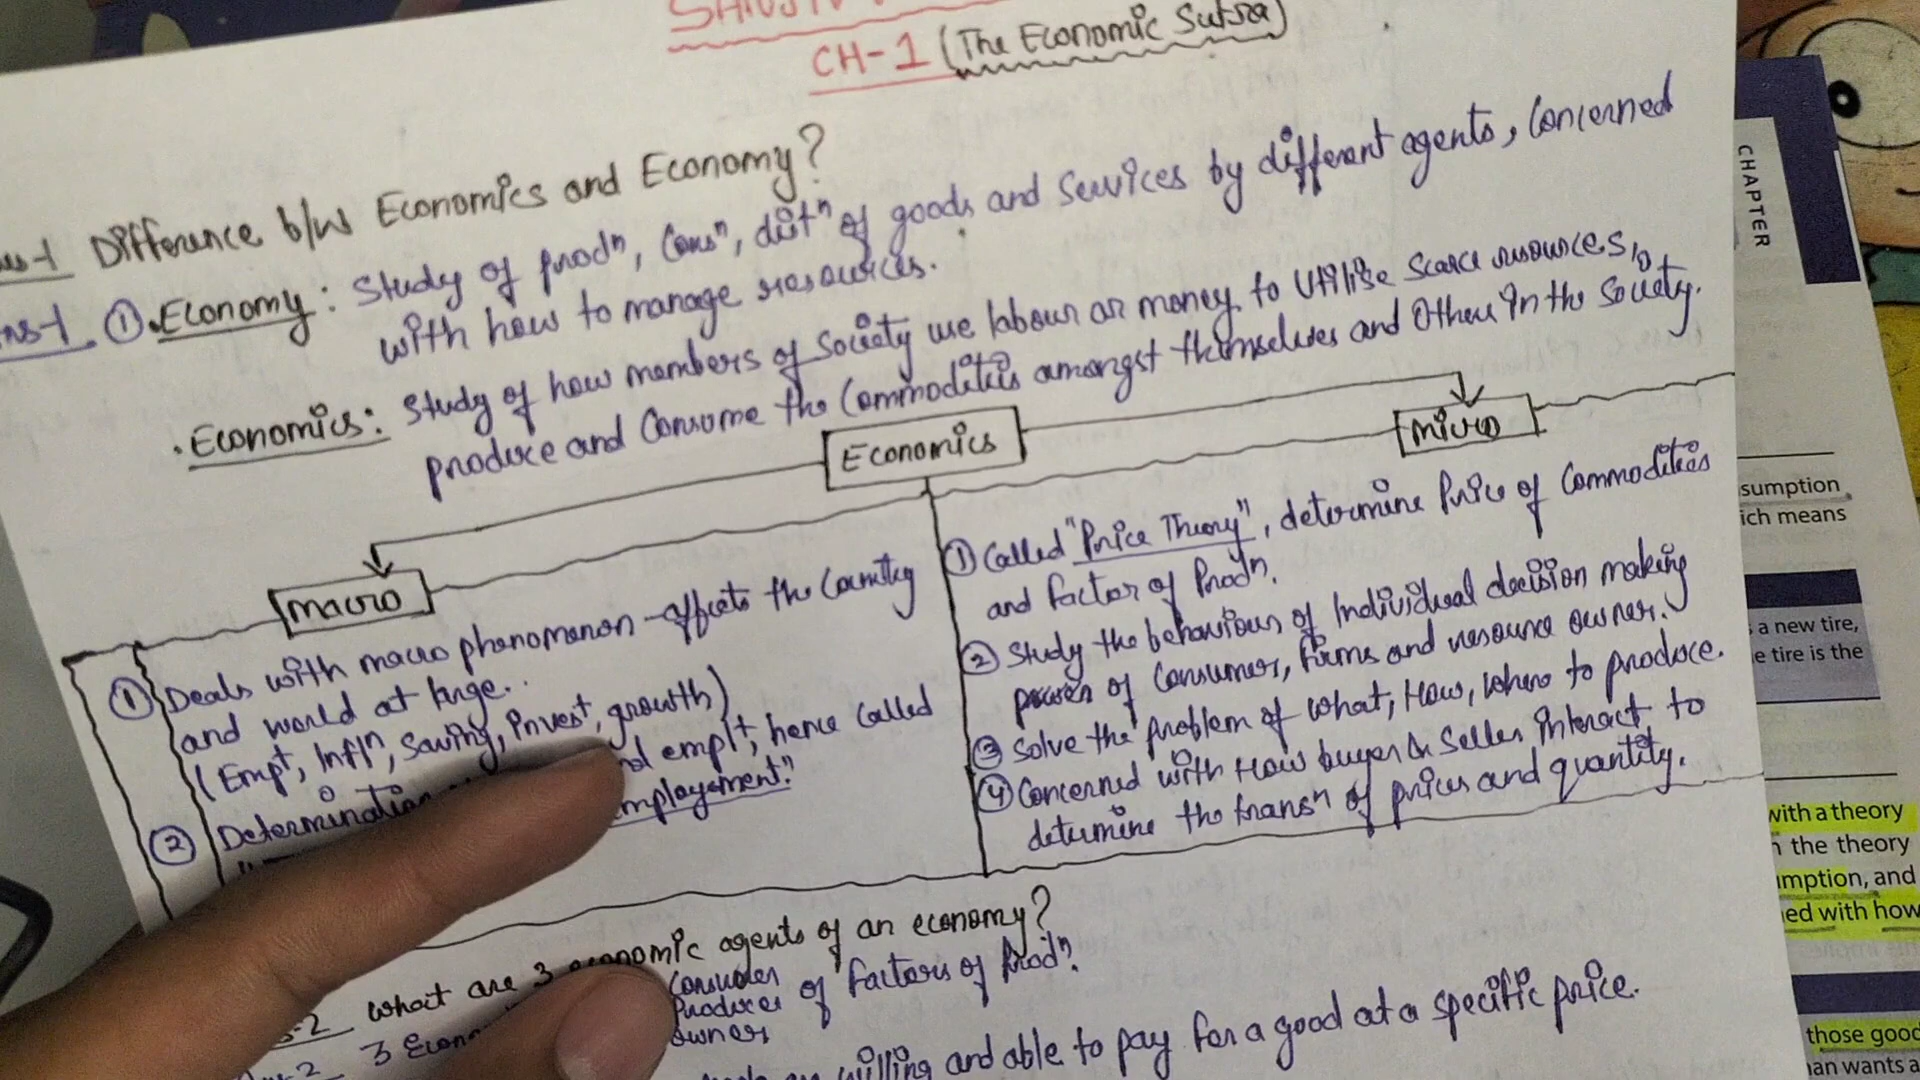 CH-1 (The Economic Sutra)
Difference b/w Economics and Economy?
① Economy: Study of prodⁿ, Consⁿ, distⁿ of goods and Services by different agents, Concerned
with how to manage resources.
Economics: Study of how members of Society use labour or money to Utilise Scarce resources, to
produce and Consume the Commodities amongst themselves and Others in the Society.
Economics
Micro
Macro
① Deals with macro phenomenon affects the Country
and world at large.
(Empᵗ, Inflⁿ, Saving, Investᵗ, growth)
② Determination
nd emplᵗ, hence called
mployement."
① Called "Price Theory", determine Price of Commodities
and factor of Prodⁿ.
② Study the behaviour of Individual decision making
power of Consumer, firms and resource owner.
③ Solve the problem of What, How, whom to produce.
④ Concerned with How buyer & Seller interact to
determine the transⁿ of prices and quantity.
What are 3 economic agents of an economy?
3 Econ
Consumer
Producer
owner
of factors of Prodⁿ.
willing and able to pay for a good at a specific price.
CHAPTER
sumption
ich means
a new tire,
e tire is the
with a theory
the theory
mption, and
ed with how
those good
an wants a